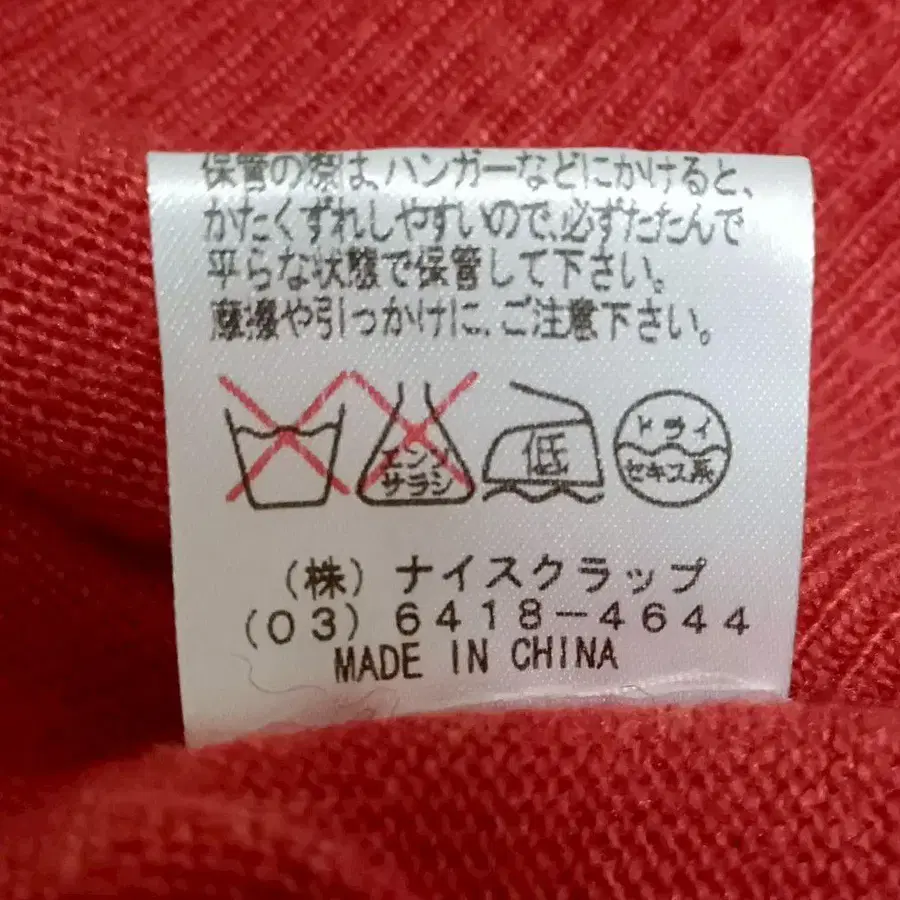 保管の際は、ハンガーなどにかけると、
かたくずれしやすいので、必ずたたんで
平らな状態で保管して下さい。
摩擦や引っかけに、ご注意下さい。
エンソ
サラシ
低
ドライ
セキユ系
(株) ナイスクラップ
(03) 6418-4644
MADE IN CHINA